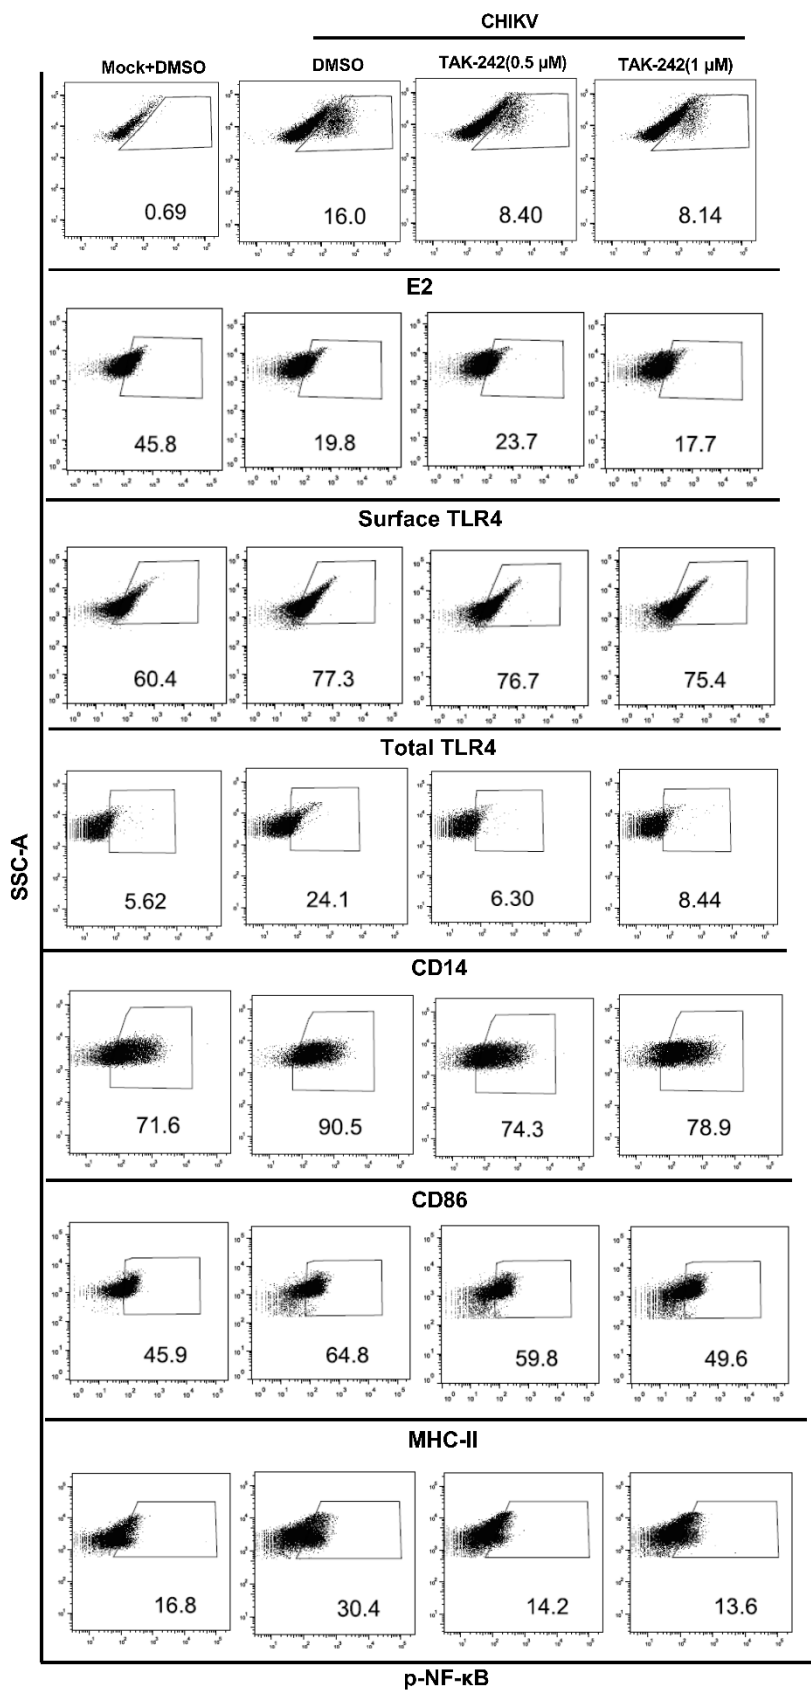 CHIKV
Mock+DMSO DMSO TAK-242(0.5 µM) TAK-242(1 µM)
0.69 16.0 8.40 8.14
E2
45.8 19.8 23.7 17.7
Surface TLR4
60.4 77.3 76.7 75.4
Total TLR4
5.62 24.1 6.30 8.44
CD14
71.6 90.5 74.3 78.9
CD86
45.9 64.8 59.8 49.6
MHC-II
16.8 30.4 14.2 13.6
p-NF-κB
SSC-A